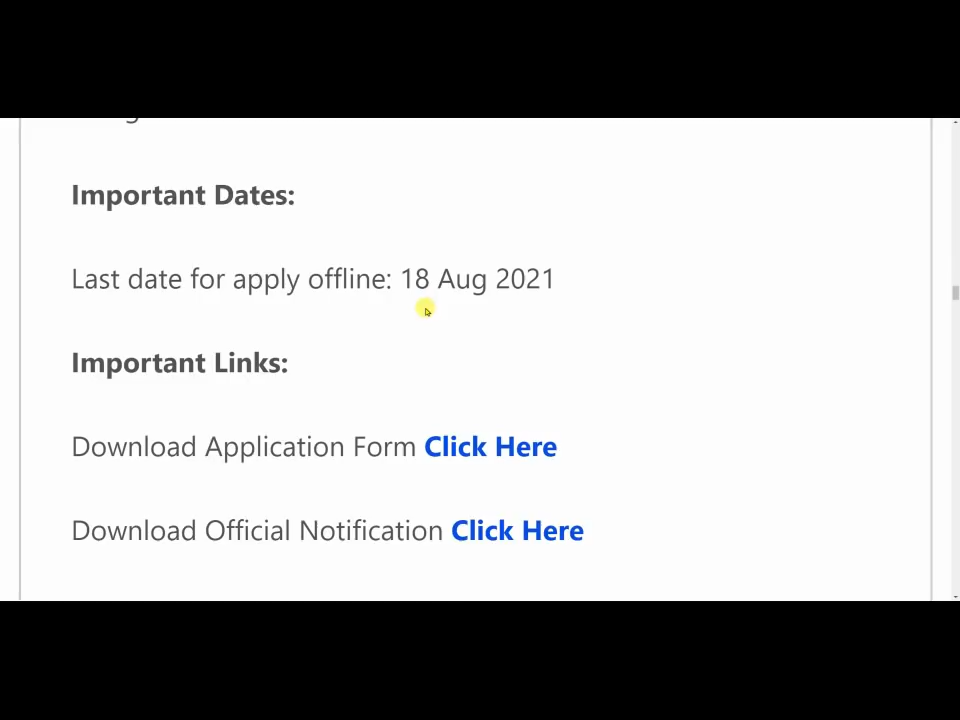 Important Dates:
Last date for apply offline: 18 Aug 2021
Important Links:
Download Application Form Click Here
Download Official Notification Click Here